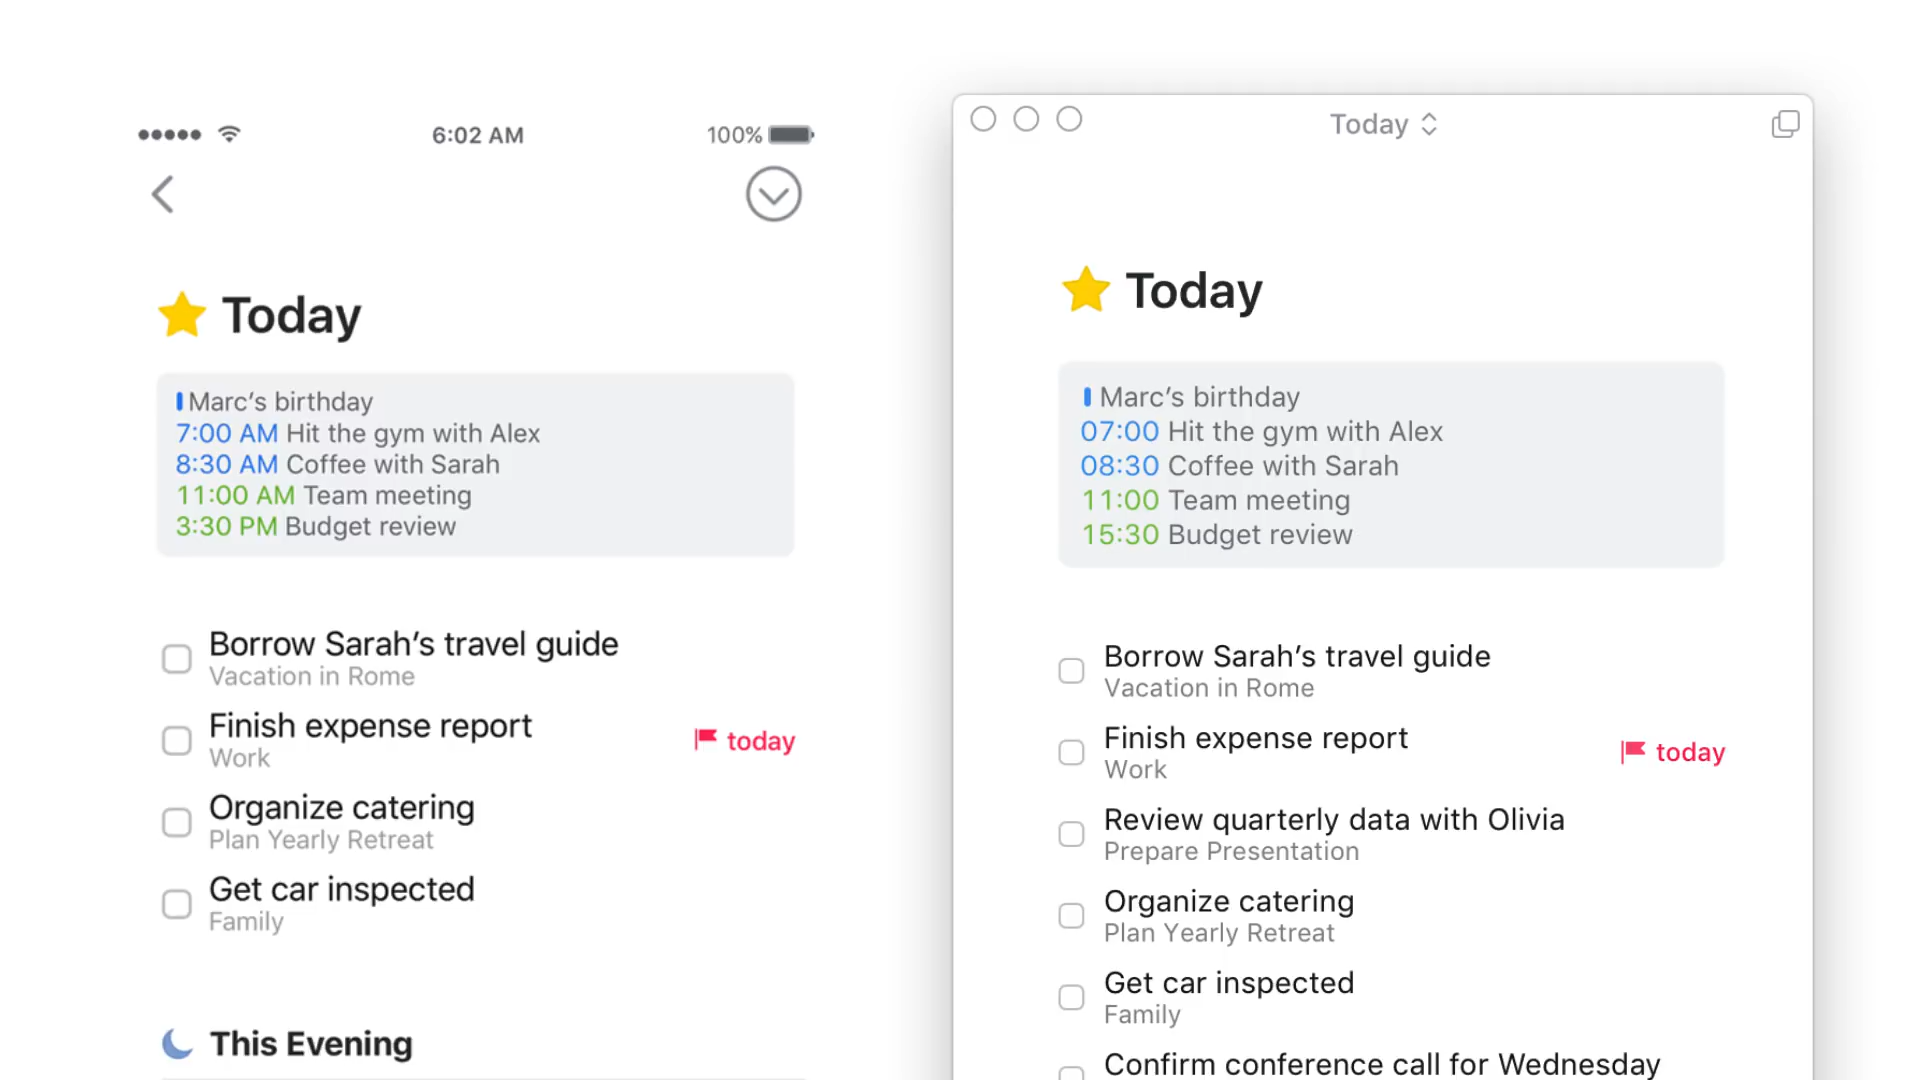 6:02 AM
100%
Today
Marc's birthday
7:00 AM Hit the gym with Alex
8:30 AM Coffee with Sarah
11:00 AM Team meeting
3:30 PM Budget review
Borrow Sarah's travel guide
Vacation in Rome
Finish expense report
Work
today
Organize catering
Plan Yearly Retreat
Get car inspected
Family
This Evening
Today
Today
Marc's birthday
07:00 Hit the gym with Alex
08:30 Coffee with Sarah
11:00 Team meeting
15:30 Budget review
Borrow Sarah's travel guide
Vacation in Rome
Finish expense report
Work
today
Review quarterly data with Olivia
Prepare Presentation
Organize catering
Plan Yearly Retreat
Get car inspected
Family
Confirm conference call for Wednesday